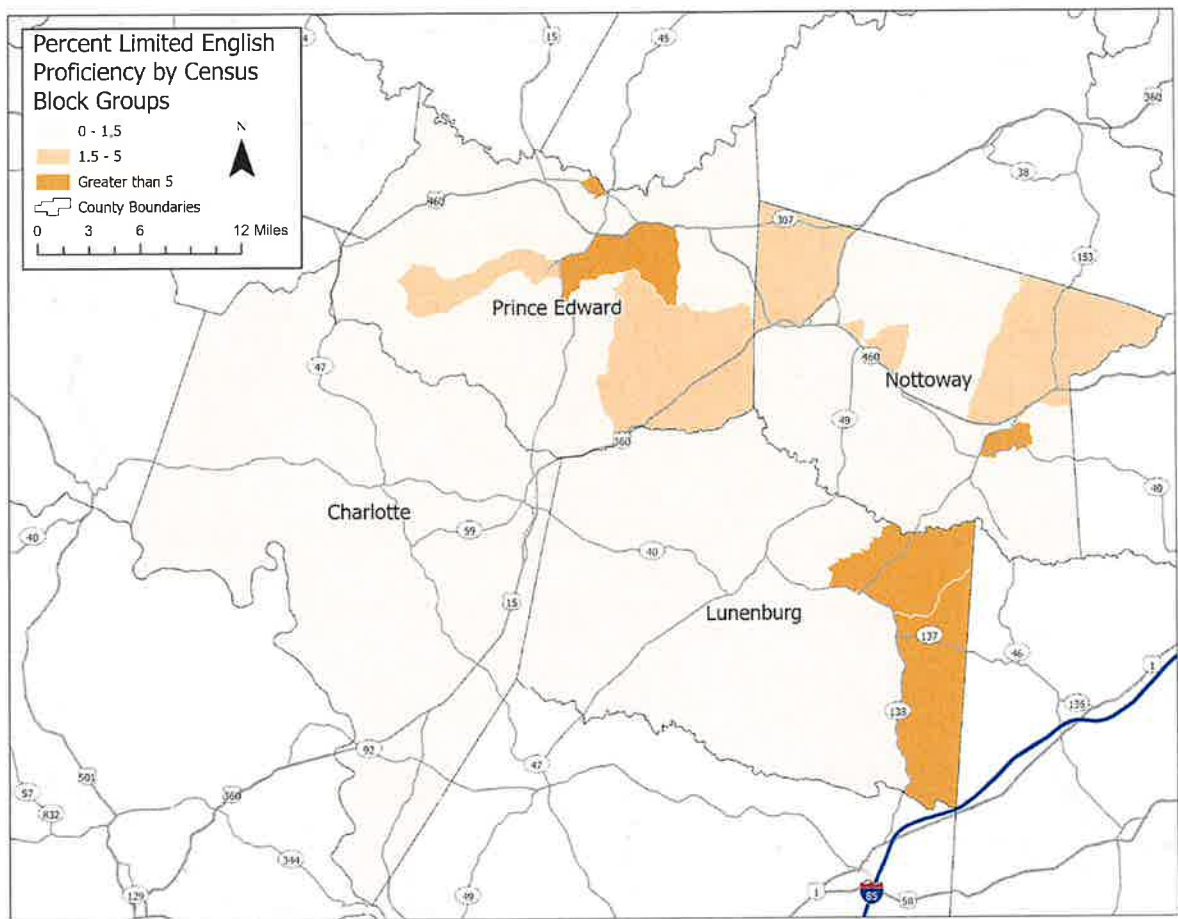 Percent Limited English
Proficiency by Census
Block Groups
0 - 1.5
1.5 - 5
Greater than 5
County Boundaries
N
0 3 6 12 Miles
15
45
360
38
460
307
153
Prince Edward
47
460
Nottoway
49
360
40
Charlotte
40
59
40
15
Lunenburg
137
46
1
138
136
92
47
501
57
360
832
344
129
49
1
85
58